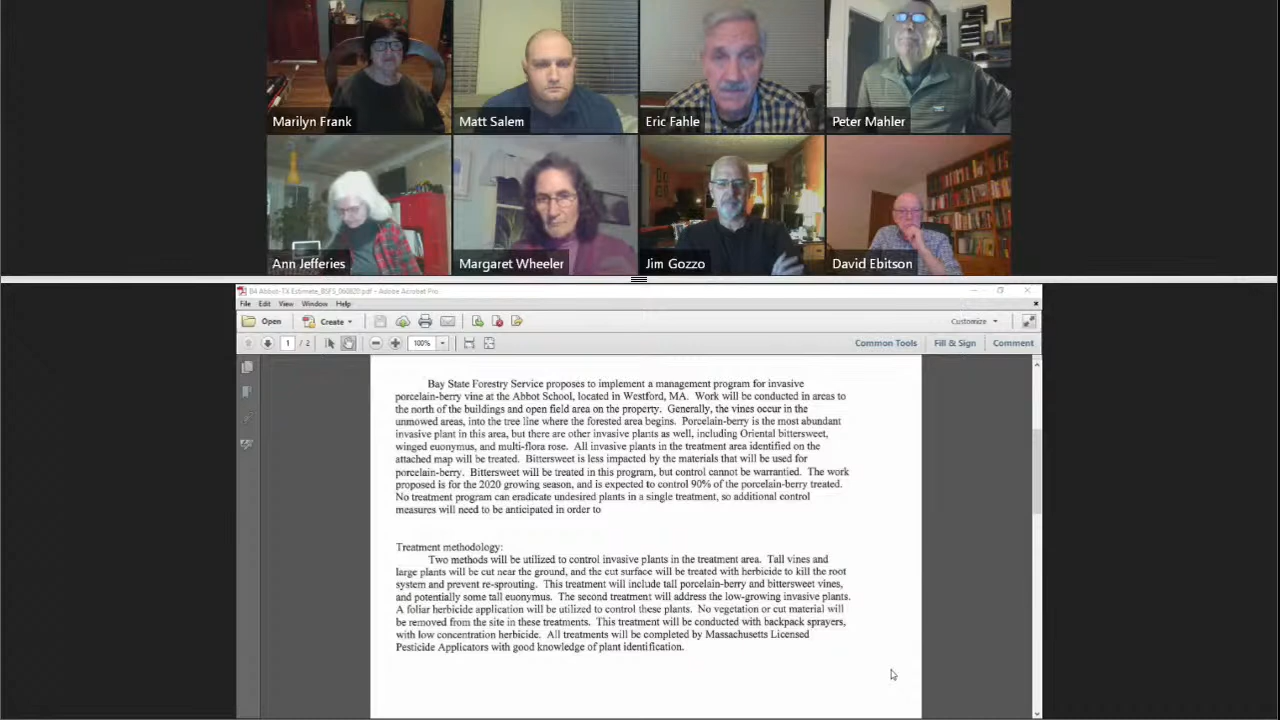 Marilyn Frank
Matt Salem
Eric Fahle
Peter Mahler
Ann Jefferies
Margaret Wheeler
Jim Gozzo
David Ebitson
B4 Abbot-TX Estimate_BSFS_060820.pdf - Adobe Acrobat Pro
File Edit View Window Help
Open Create Customize
1 / 2 100% Common Tools Fill & Sign Comment
Bay State Forestry Service proposes to implement a management program for invasive
porcelain-berry vine at the Abbot School, located in Westford, MA. Work will be conducted in areas to
the north of the buildings and open field area on the property. Generally, the vines occur in the
unmowed areas, into the tree line where the forested area begins. Porcelain-berry is the most abundant
invasive plant in this area, but there are other invasive plants as well, including Oriental bittersweet,
winged euonymus, and multi-flora rose. All invasive plants in the treatment area identified on the
attached map will be treated. Bittersweet is less impacted by the materials that will be used for
porcelain-berry. Bittersweet will be treated in this program, but control cannot be warrantied. The work
proposed is for the 2020 growing season, and is expected to control 90% of the porcelain-berry treated.
No treatment program can eradicate undesired plants in a single treatment, so additional control
measures will need to be anticipated in order to
Treatment methodology:
Two methods will be utilized to control invasive plants in the treatment area. Tall vines and
large plants will be cut near the ground, and the cut surface will be treated with herbicide to kill the root
system and prevent re-sprouting. This treatment will include tall porcelain-berry and bittersweet vines,
and potentially some tall euonymus. The second treatment will address the low-growing invasive plants.
A foliar herbicide application will be utilized to control these plants. No vegetation or cut material will
be removed from the site in these treatments. This treatment will be conducted with backpack sprayers,
with low concentration herbicide. All treatments will be completed by Massachusetts Licensed
Pesticide Applicators with good knowledge of plant identification.